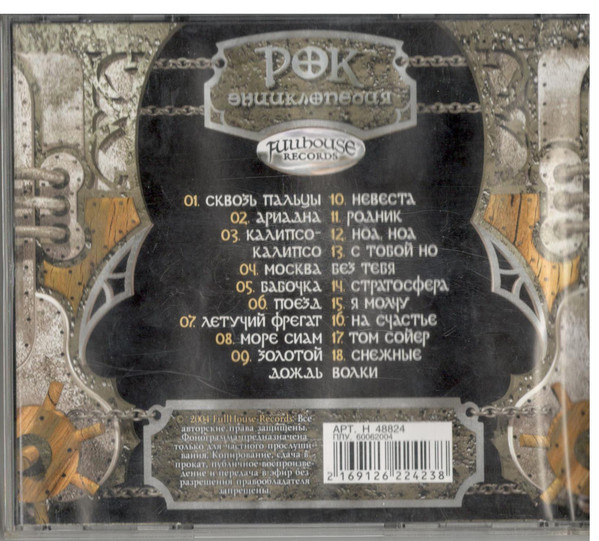 РОК
ЭНЦИКЛОПЕДИЯ
FullHouse
RECORDS
01. СКВОЗЬ ПАЛЬЦЫ
02. АРИАДНА
03. КАЛИПСО-
КАЛИПСО
04. МОСКВА
05. БАБОЧКА
06. ПОЕЗД
07. ЛЕТУЧИЙ ФРЕГАТ
08. МОРЕ СИАМ
09. ЗОЛОТОЙ
ДОЖДЬ
10. НЕВЕСТА
11. РОДНИК
12. НОА, НОА
13. С ТОБОЙ НО
БЕЗ ТЕБЯ
14. СТРАТОСФЕРА
15. Я МОЛЧУ
16. НА СЧАСТЬЕ
17. ТОМ СОЙЕР
18. СНЕЖНЫЕ
ВОЛКИ
© 2004 FullHouse Records Все
авторские права защищены.
Фонограмма предназначена
только для частного прослуши-
вания. Копирование, сдача в
прокат, публичное воспроизве-
дение и передача в эфир без
разрешения правообладателя
запрещены.
АРТ. Н 48824
ПЛУ. 60062004
2 169126 224238